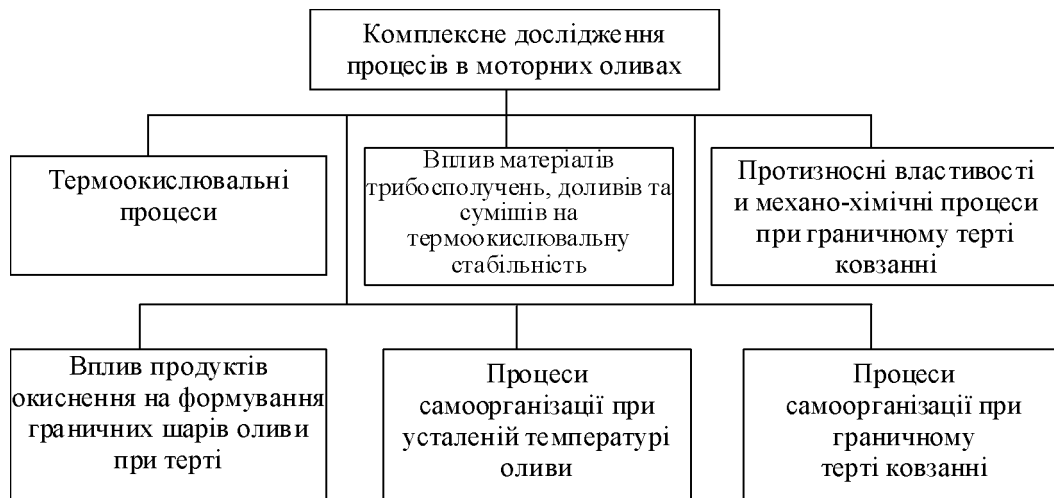 Комплексне дослідження
процесів в моторних оливах
Термоокислювальні
процеси
Вплив матеріалів
трибосполучень, доливів та
сумішів на
термоокислювальну
стабільність
Протизносні властивості
и механо-хімічні процеси
при граничному терті
ковзанні
Вплив продуктів
окиснення на формування
граничних шарів оливи
при терті
Процеси
самоорганізації при
усталеній температурі
оливи
Процеси
самоорганізації при
граничному
терті ковзанні